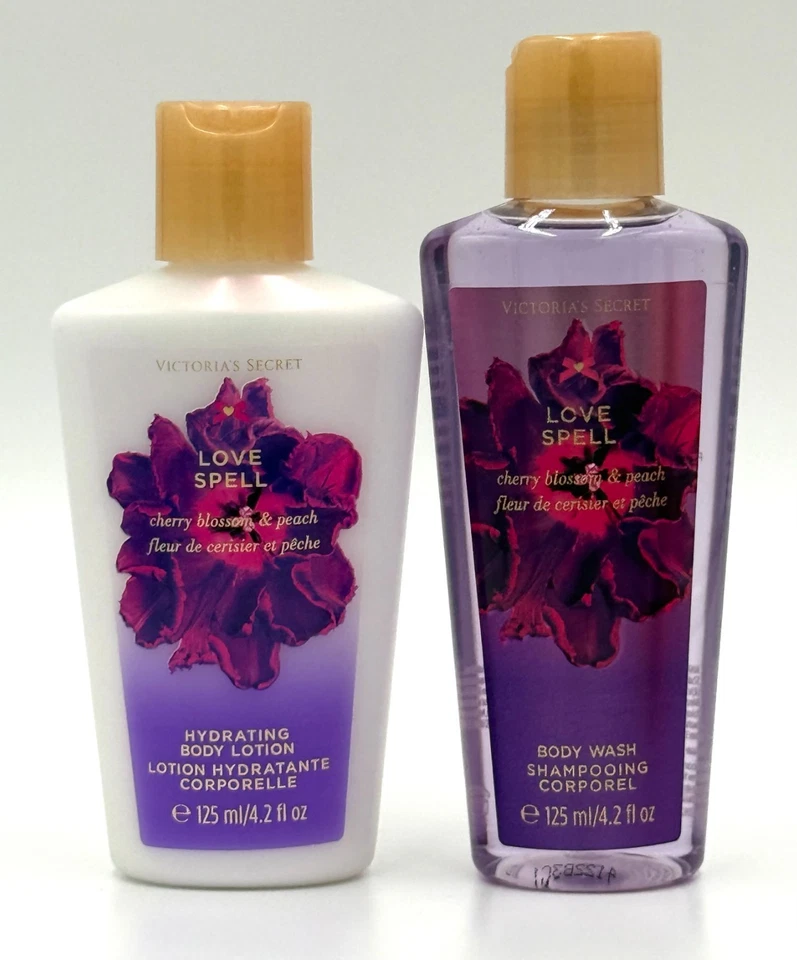 VICTORIA'S SECRET
LOVE
SPELL
cherry blossom & peach
fleur de cerisier et pêche
HYDRATING
BODY LOTION
LOTION HYDRATANTE
CORPORELLE
℮ 125 ml/4.2 fl oz
VICTORIA'S SECRET
LOVE
SPELL
cherry blossom & peach
fleur de cerisier et pêche
BODY WASH
SHAMPOOING
CORPOREL
℮ 125 ml/4.2 fl oz